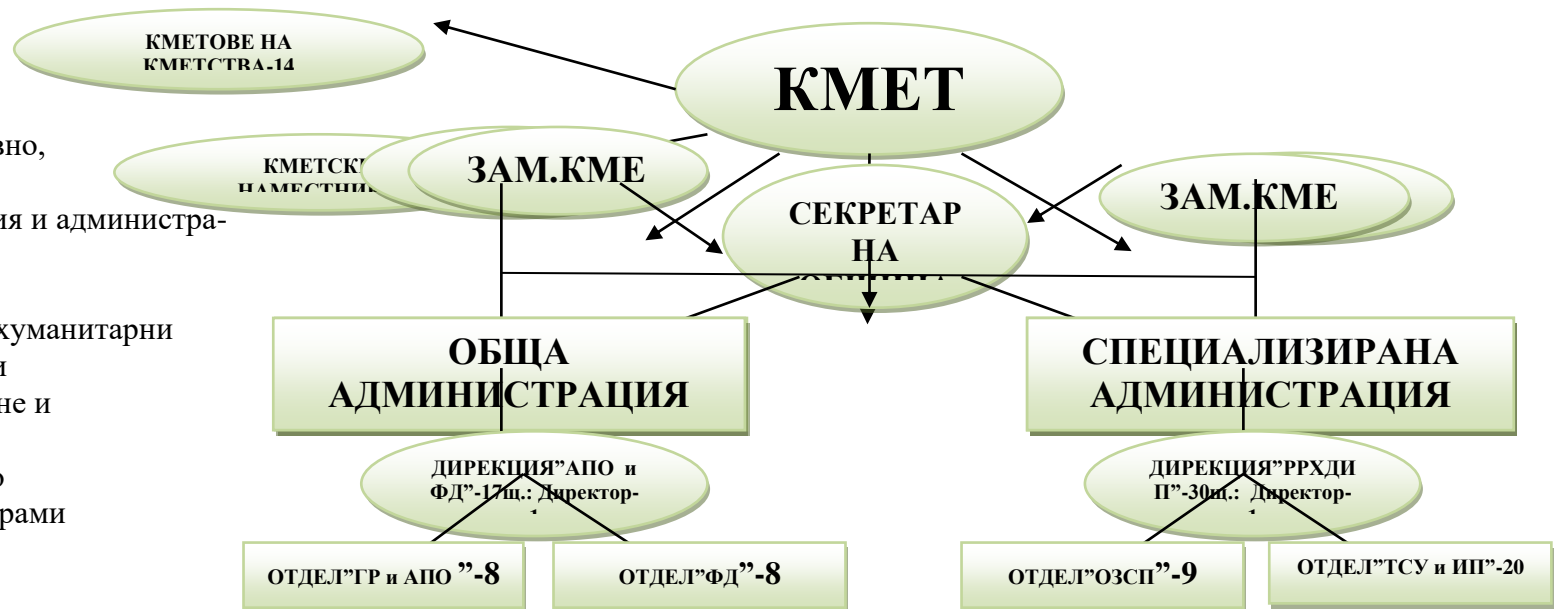 КМЕТОВЕ НА
КМЕТСТВА-14
КМЕТ
вно,
КМЕТСКИ
ЗАМ.КМЕ
ЗАМ.КМЕ
ия и администра-
СЕКРЕТАР
НА
хуманитарни
и
не и
о
рами
ОБЩА
АДМИНИСТРАЦИЯ
СПЕЦИАЛИЗИРАНА
АДМИНИСТРАЦИЯ
ДИРЕКЦИЯ”АПО и
ФД”-17щ.: Директор-
ДИРЕКЦИЯ”РРХДИ
П”-30щ.: Директор-
ОТДЕЛ”ГР и АПО ”-8
ОТДЕЛ”ФД”-8
ОТДЕЛ”ОЗСП”-9
ОТДЕЛ”ТСУ и ИП”-20